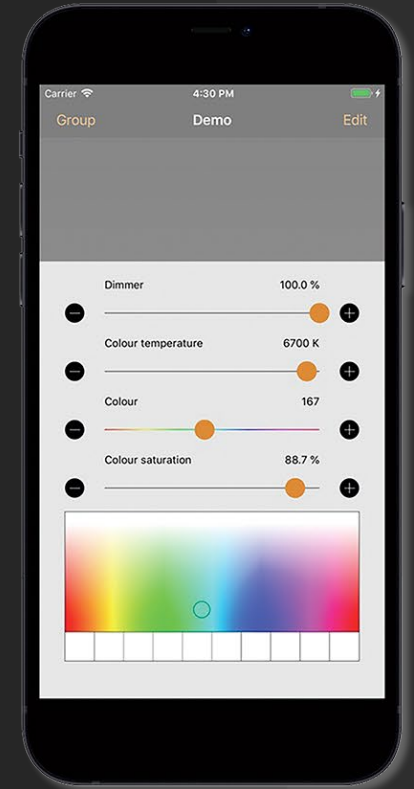 Carrier 4:30 PM
Group Demo Edit
Dimmer 100.0 %
Colour temperature 6700 K
Colour 167
Colour saturation 88.7 %